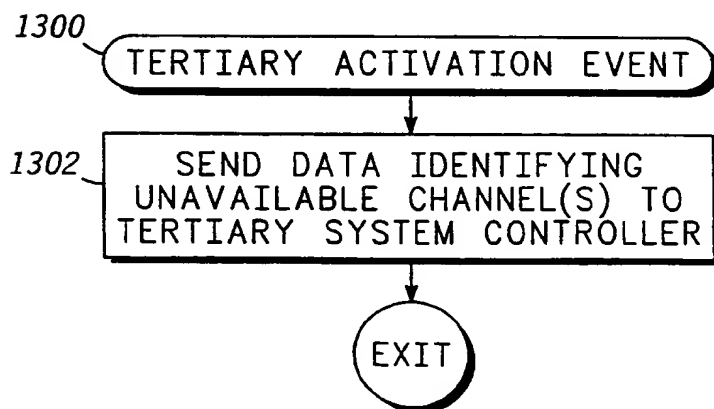 1300
TERTIARY ACTIVATION EVENT
1302
SEND DATA IDENTIFYING
UNAVAILABLE CHANNEL(S) TO
TERTIARY SYSTEM CONTROLLER
EXIT